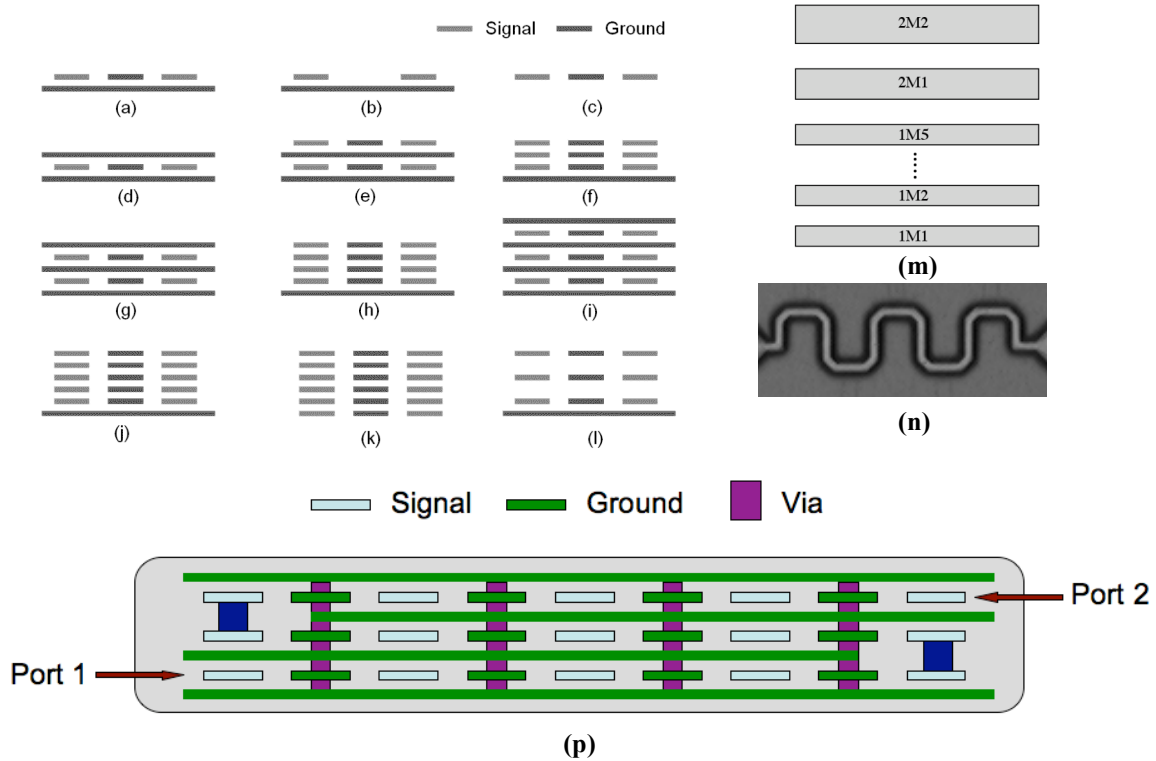 Signal Ground
(a)
(b)
(c)
(d)
(e)
(f)
(g)
(h)
(i)
(j)
(k)
(l)
2M2
2M1
1M5
1M2
1M1
(m)
(n)
Signal Ground Via
Port 2
Port 1
(p)